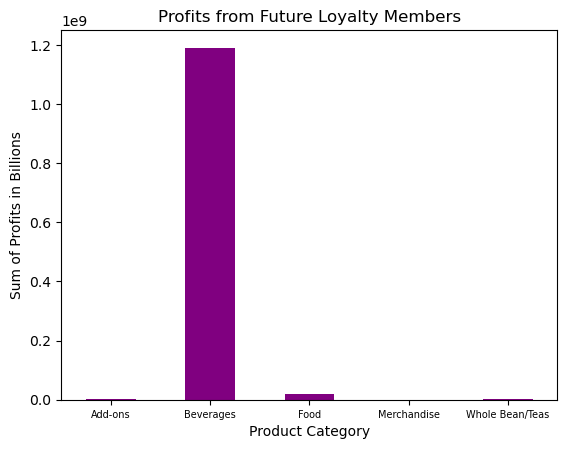 Profits from Future Loyalty Members
1e9
1.2
1.0
0.8
0.6
0.4
0.2
0.0
Sum of Profits in Billions
Add-ons Beverages Food Merchandise Whole Bean/Teas
Product Category